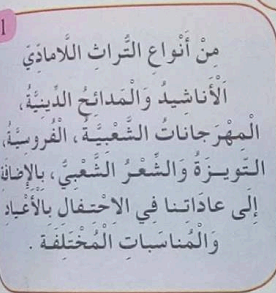 1
مِنْ أَنْوَاعِ التُّرَاثِ اللَّامَادِّيِّ
اَلْأَنَاشِيدُ وَالْمَدَائِحُ الدِّينِيَّةُ،
الْمِهْرَجَانَاتُ الشَّعْبِيَّةُ، الْفُرُوسِيَّةُ،
التَّوِيزَةُ وَالشِّعْرُ الشَّعْبِيُّ، بِالْإِضَافَةِ
إِلَى عَادَاتِنَا فِي الِاحْتِفَالِ بِالْأَعْيَادِ
وَالْمُنَاسَبَاتِ الْمُخْتَلِفَةِ.